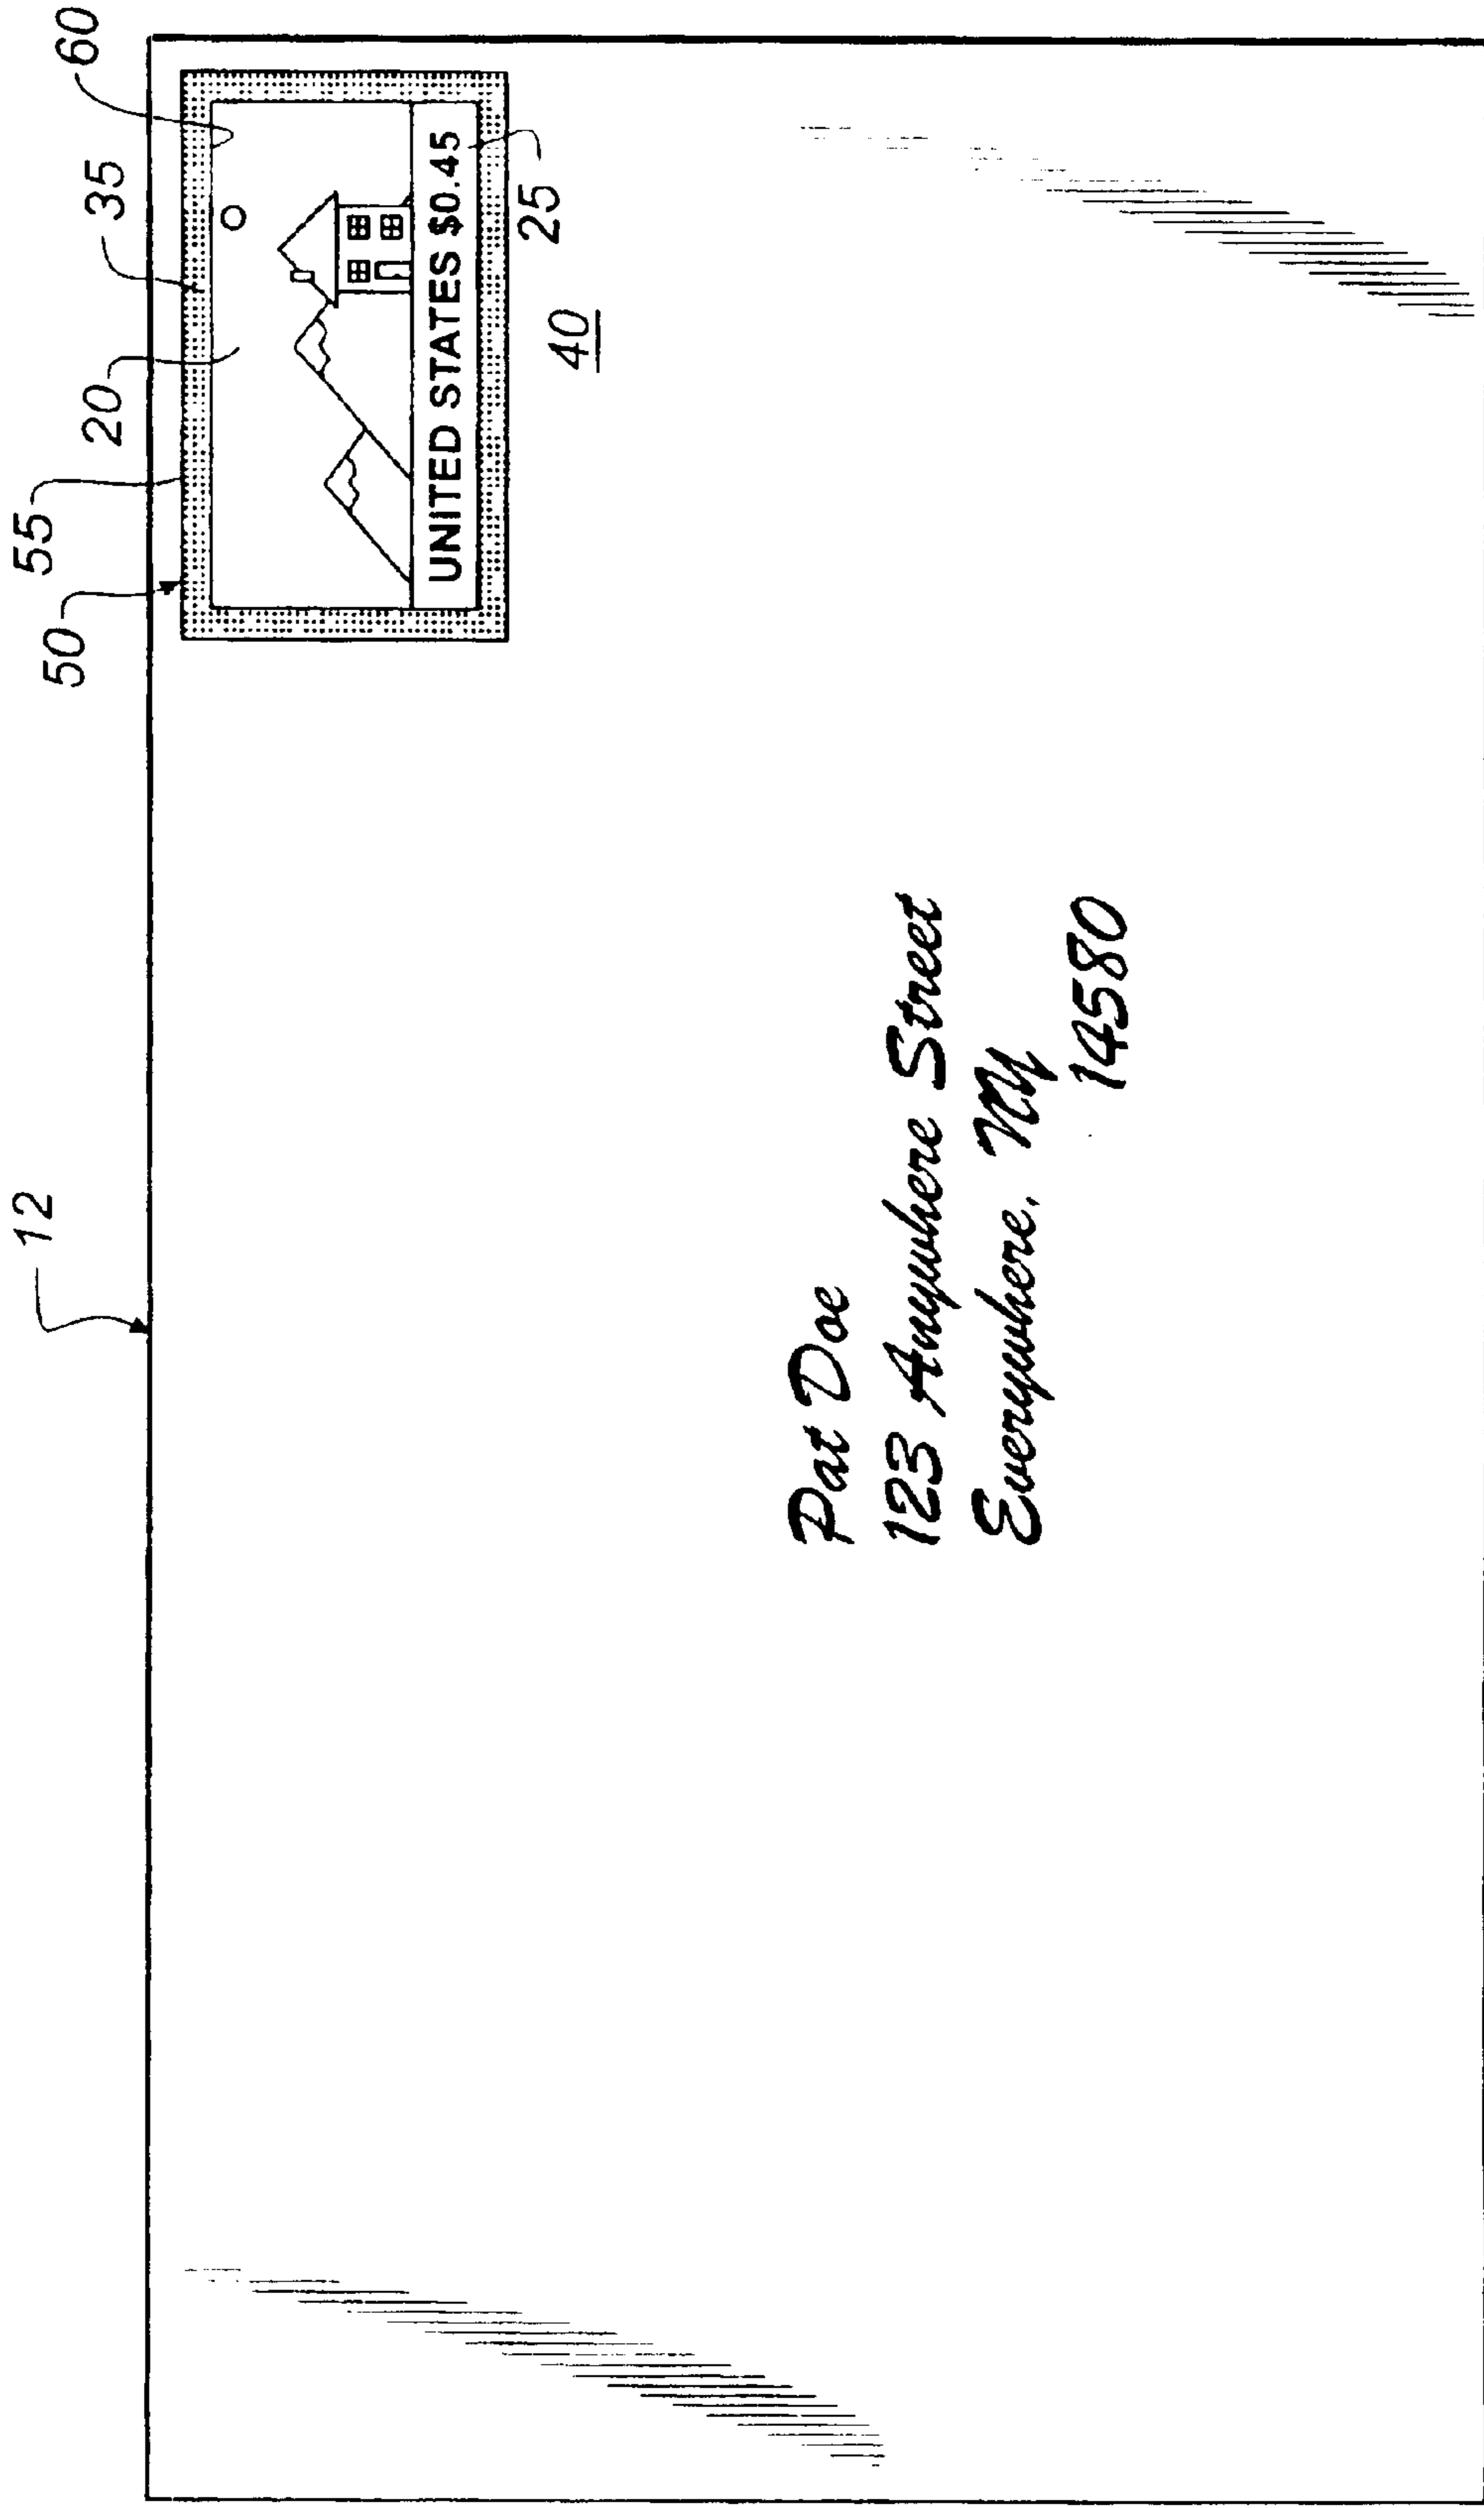 12
50
55
20
35
60
UNITED STATES $0.45
25
40
Pat Doe
123 Anywhere Street
Everywhere, NY
14580